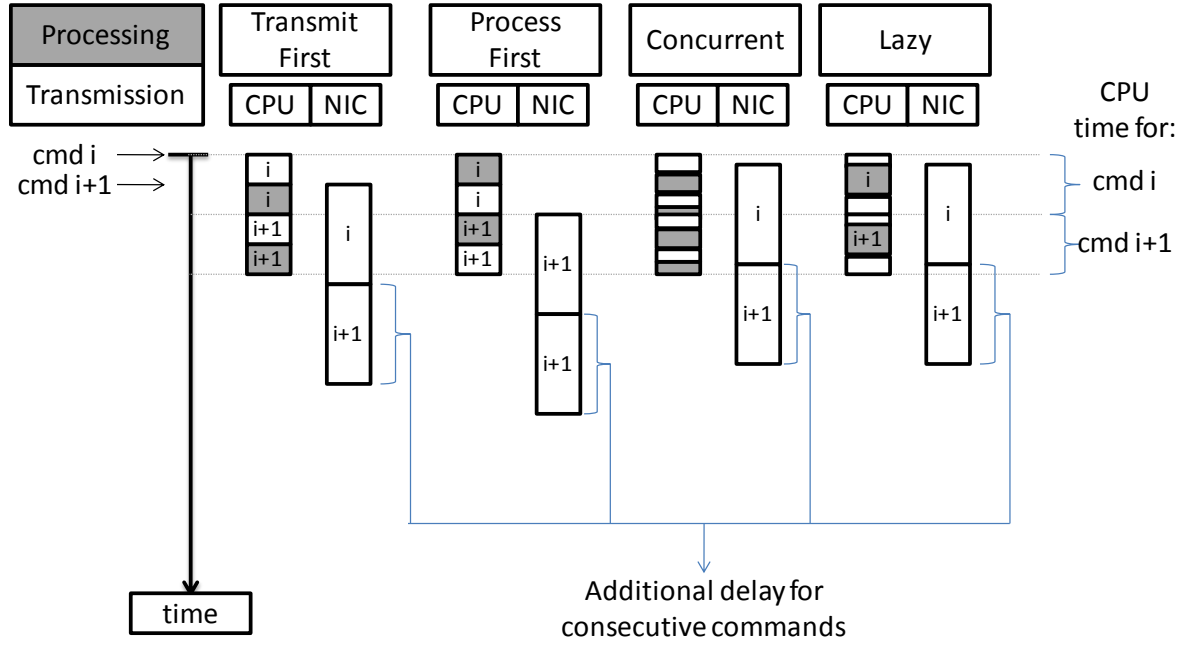 Processing
Transmission
Transmit
First
Process
First
Concurrent
Lazy
CPU NIC
CPU NIC
CPU NIC
CPU NIC
CPU
time for:
cmd i
cmd i+1
i
i
i+1
i+1
i
i+1
i
i
i+1
i+1
i+1
i+1
i
i+1
i
i+1
i
i+1
cmd i
cmd i+1
time
Additional delay for
consecutive commands